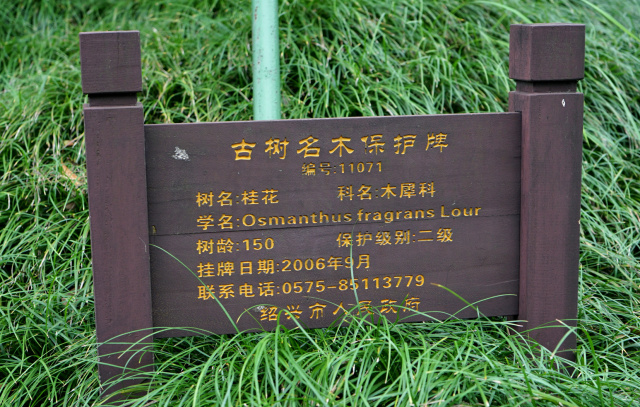 古树名木保护牌
编号:11071
树名:桂花 科名:木犀科
学名:Osmanthus fragrans Lour
树龄:150 保护级别:二级
挂牌日期:2006年9月
联系电话:0575-85113779
绍兴市人民政府